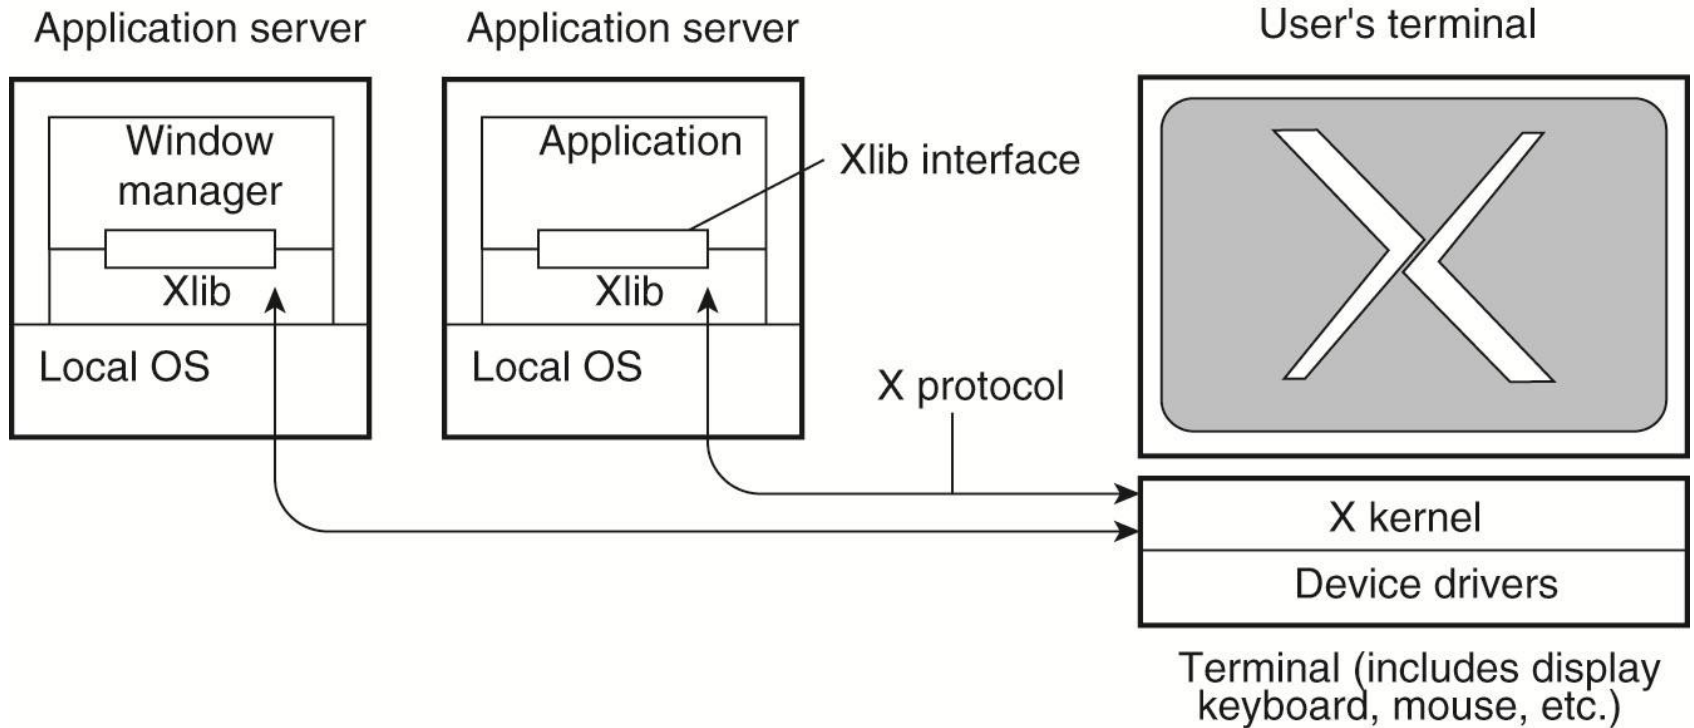 Application server
Application server
User's terminal
Window
manager
Xlib
Local OS
Application
Xlib interface
Xlib
Local OS
X protocol
X kernel
Device drivers
Terminal (includes display
keyboard, mouse, etc.)